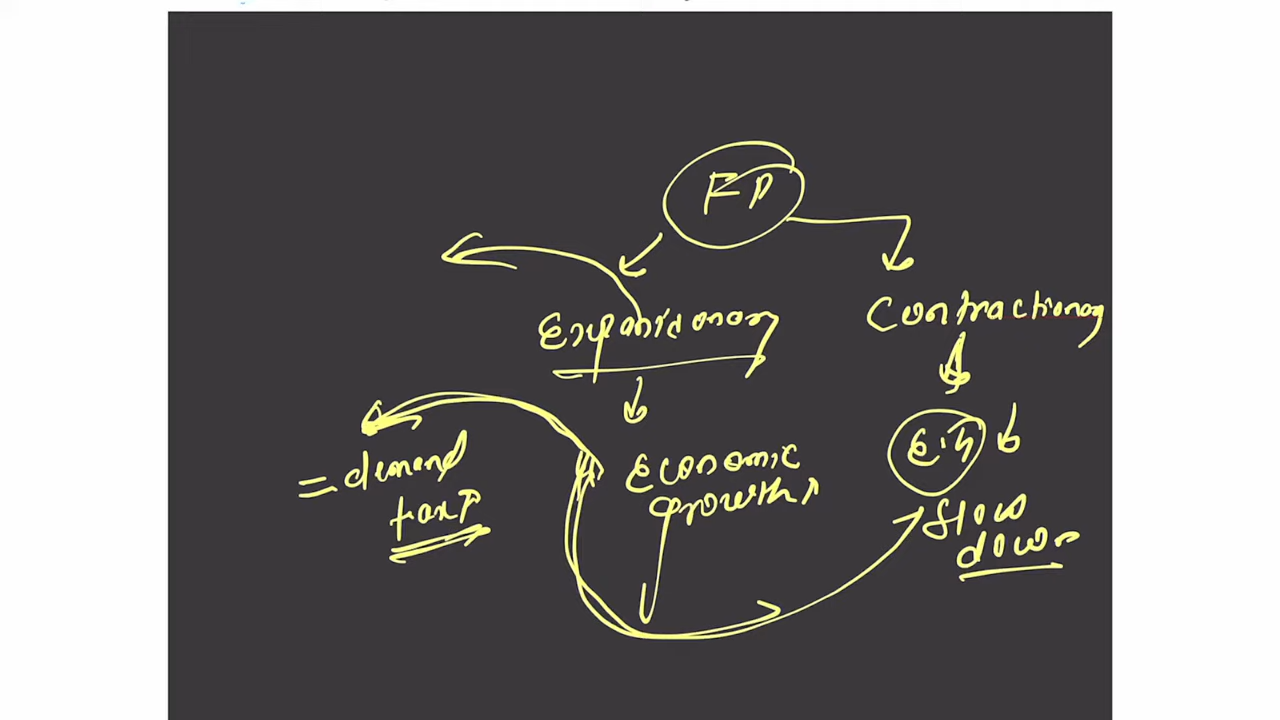 FP
Expansionary
Contractionary
Economic
growth↑
E.g ↓
slow
down
= demand
tax↑